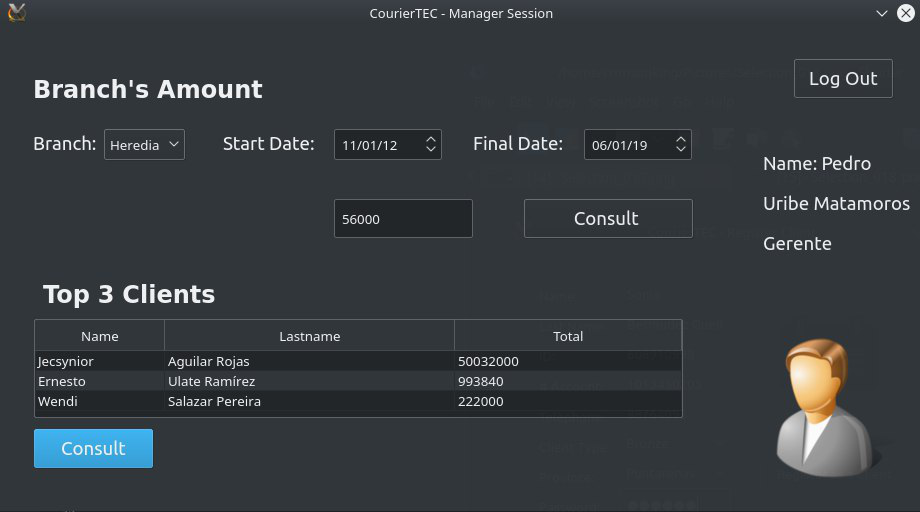 CourierTEC - Manager Session
Log Out
Branch's Amount
Branch: Heredia Start Date: 11/01/12 Final Date: 06/01/19
Name: Pedro
Uribe Matamoros
Gerente
56000 Consult
Top 3 Clients
Name Lastname Total
Jecsynior Aguilar Rojas 50032000
Ernesto Ulate Ramírez 993840
Wendi Salazar Pereira 222000
Consult